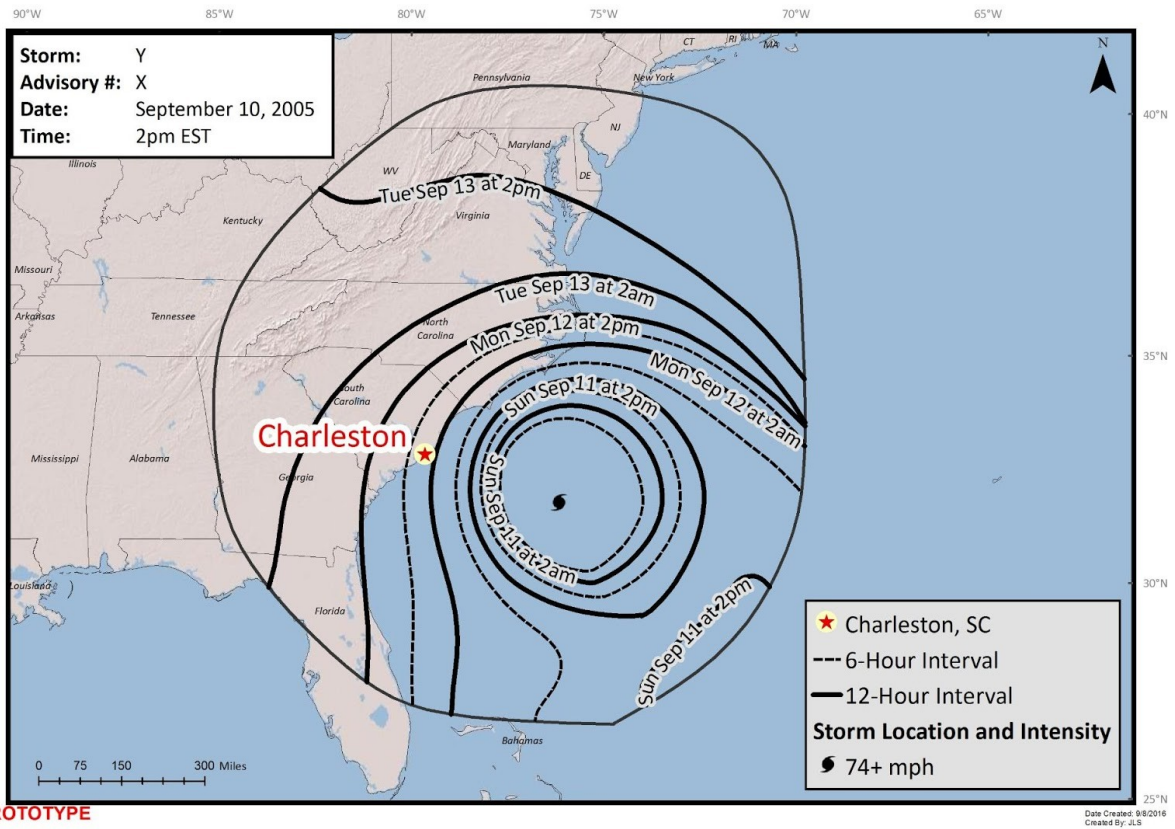 90°W 85°W 80°W 75°W 70°W 65°W
Storm: Y
Advisory #: X
Date: September 10, 2005
Time: 2pm EST
N
CT RI MA
Pennsylvania New York
40°N
NJ
Maryland
Illinois
WV
DE
Tue Sep 13 at 2pm
Kentucky
Virginia
Missouri
Tue Sep 13 at 2am
Arkansas
Tennessee
North
Carolina
Mon Sep 12 at 2pm
35°N
Mon Sep 12 at 2am
South
Carolina
Sun Sep 11 at 2pm
Charleston
Mississippi
Alabama
Georgia
Sun Sep 11 at 2am
30°N
Louisiana
Florida
Sun Sep 11 at 2pm
Bahamas
Charleston, SC
6-Hour Interval
12-Hour Interval
Storm Location and Intensity
74+ mph
0 75 150 300 Miles
25°N
OTOTYPE
Date Created: 9/8/2016
Created By: JLS